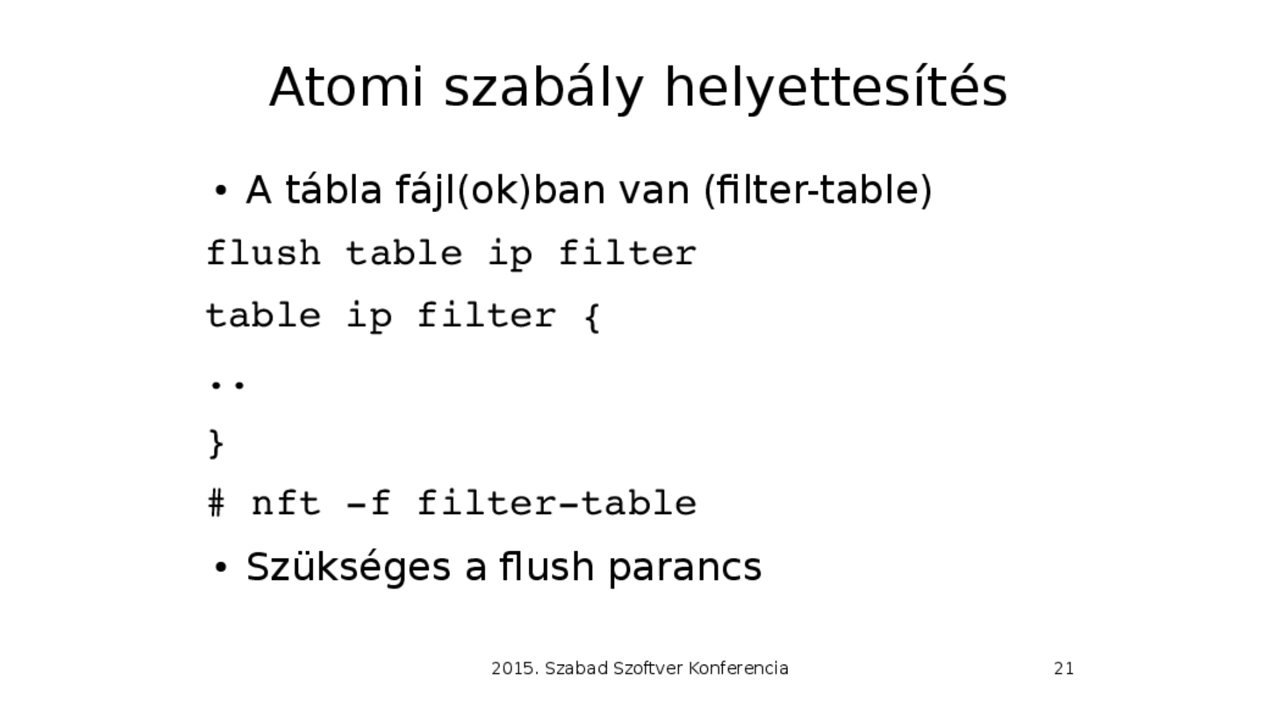 Atomi szabály helyettesítés
• A tábla fájl(ok)ban van (filter-table)
flush table ip filter
table ip filter {
..
}
# nft -f filter-table
• Szükséges a flush parancs
2015. Szabad Szoftver Konferencia 21